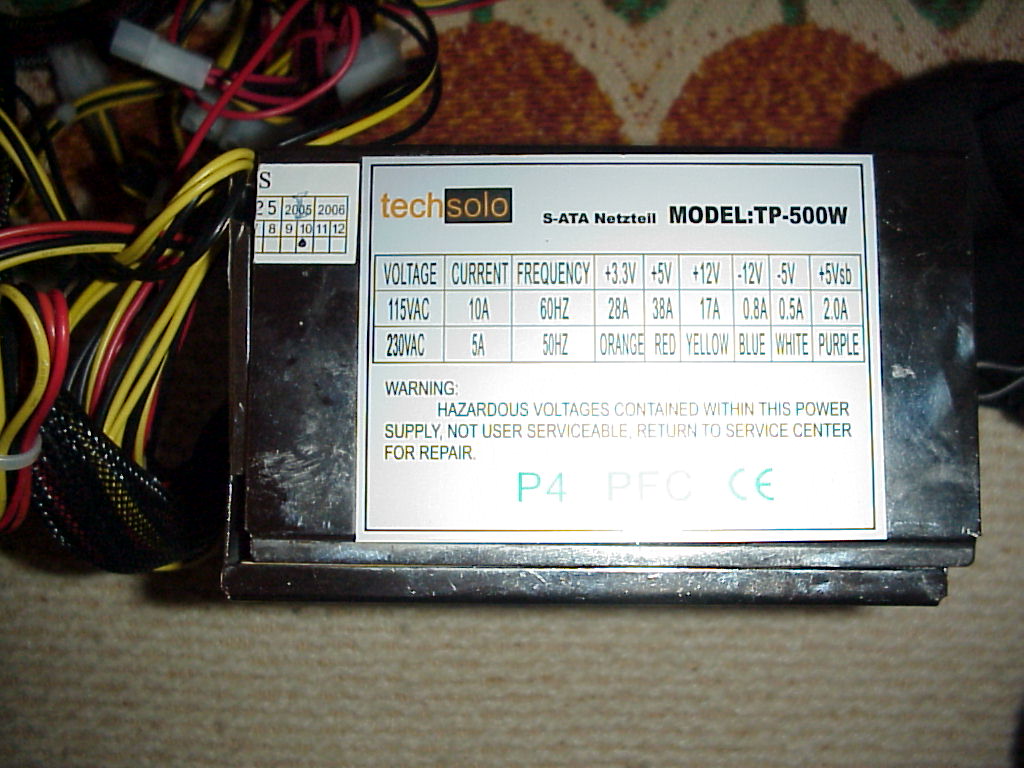 S
25 2005 2006
8 9 10 11 12
techsolo S-ATA Netzteil MODEL:TP-500W
VOLTAGE CURRENT FREQUENCY +3.3V +5V +12V -12V -5V +5Vsb
115VAC 10A 60HZ 28A 38A 17A 0.8A 0.5A 2.0A
230VAC 5A 50HZ ORANGE RED YELLOW BLUE WHITE PURPLE
WARNING:
HAZARDOUS VOLTAGES CONTAINED WITHIN THIS POWER
SUPPLY, NOT USER SERVICEABLE, RETURN TO SERVICE CENTER
FOR REPAIR.
P4 PFC CE